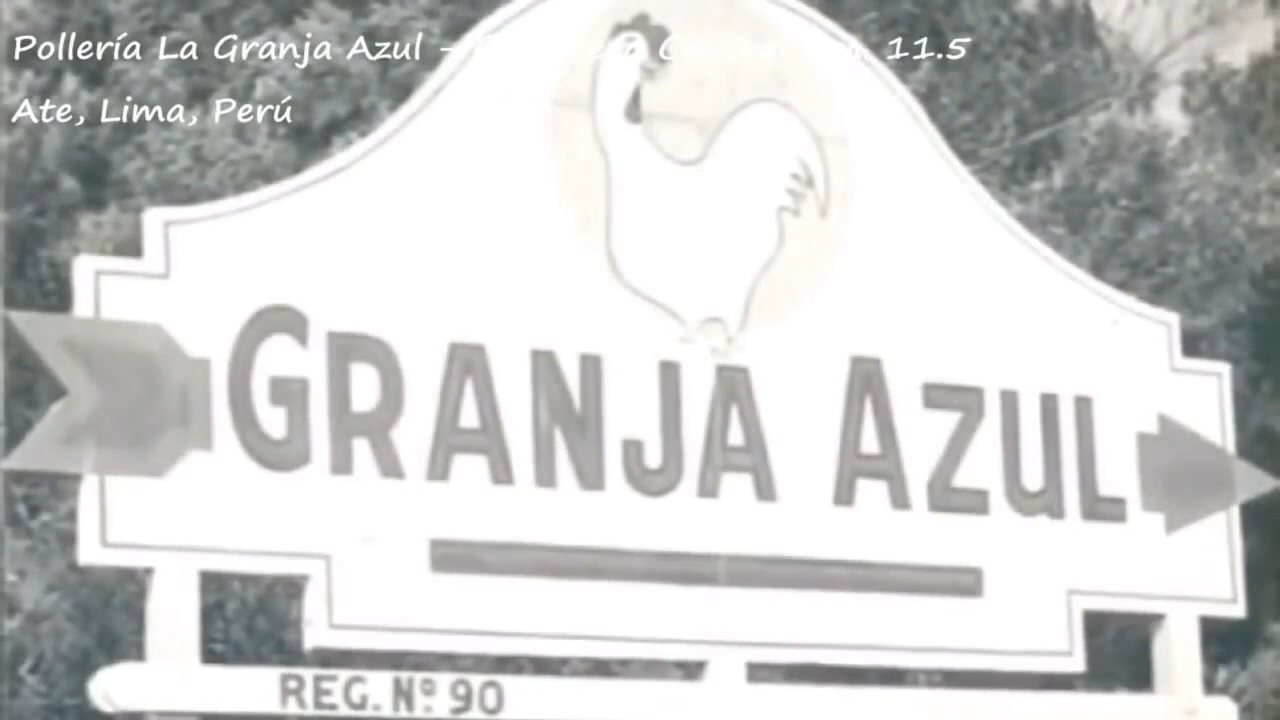 Pollería La Granja Azul - 11.5
Ate, Lima, Perú
GRANJA AZUL
REG. Nº 90